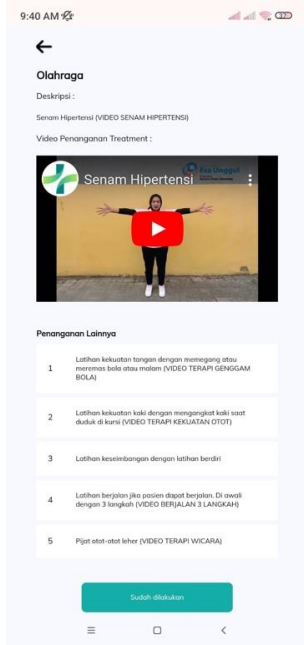 9:40 AM
Olahraga
Deskripsi :
Senam Hipertensi (VIDEO SENAM HIPERTENSI)
Video Penanganan Treatment :
Senam Hipertensi
Esa Unggul
Penanganan Lainnya
1
Latihan kekuatan tangan dengan memegang atau
meremas bola atau malam (VIDEO TERAPI GENGGAM
BOLA)
2
Latihan kekuatan kaki dengan mengangkat kaki saat
duduk di kursi (VIDEO TERAPI KEKUATAN OTOT)
3
Latihan keseimbangan dengan latihan berdiri
4
Latihan berjalan jika pasien dapat berjalan. Di awali
dengan 3 langkah (VIDEO BERJALAN 3 LANGKAH)
5
Pijat otot-otot leher (VIDEO TERAPI WICARA)
Sudah dilakukan